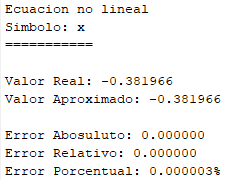 Ecuacion no lineal
Simbolo: x
===========
Valor Real: -0.381966
Valor Aproximado: -0.381966
Error Abosuluto: 0.000000
Error Relativo: 0.000000
Error Porcentual: 0.000003%